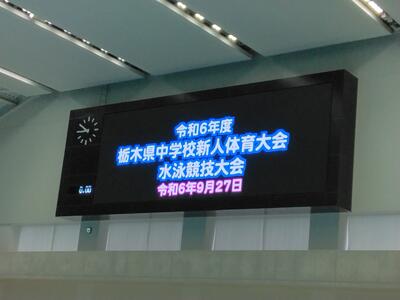 令和6年度
栃木県中学校新人体育大会
水泳競技大会
令和6年9月27日